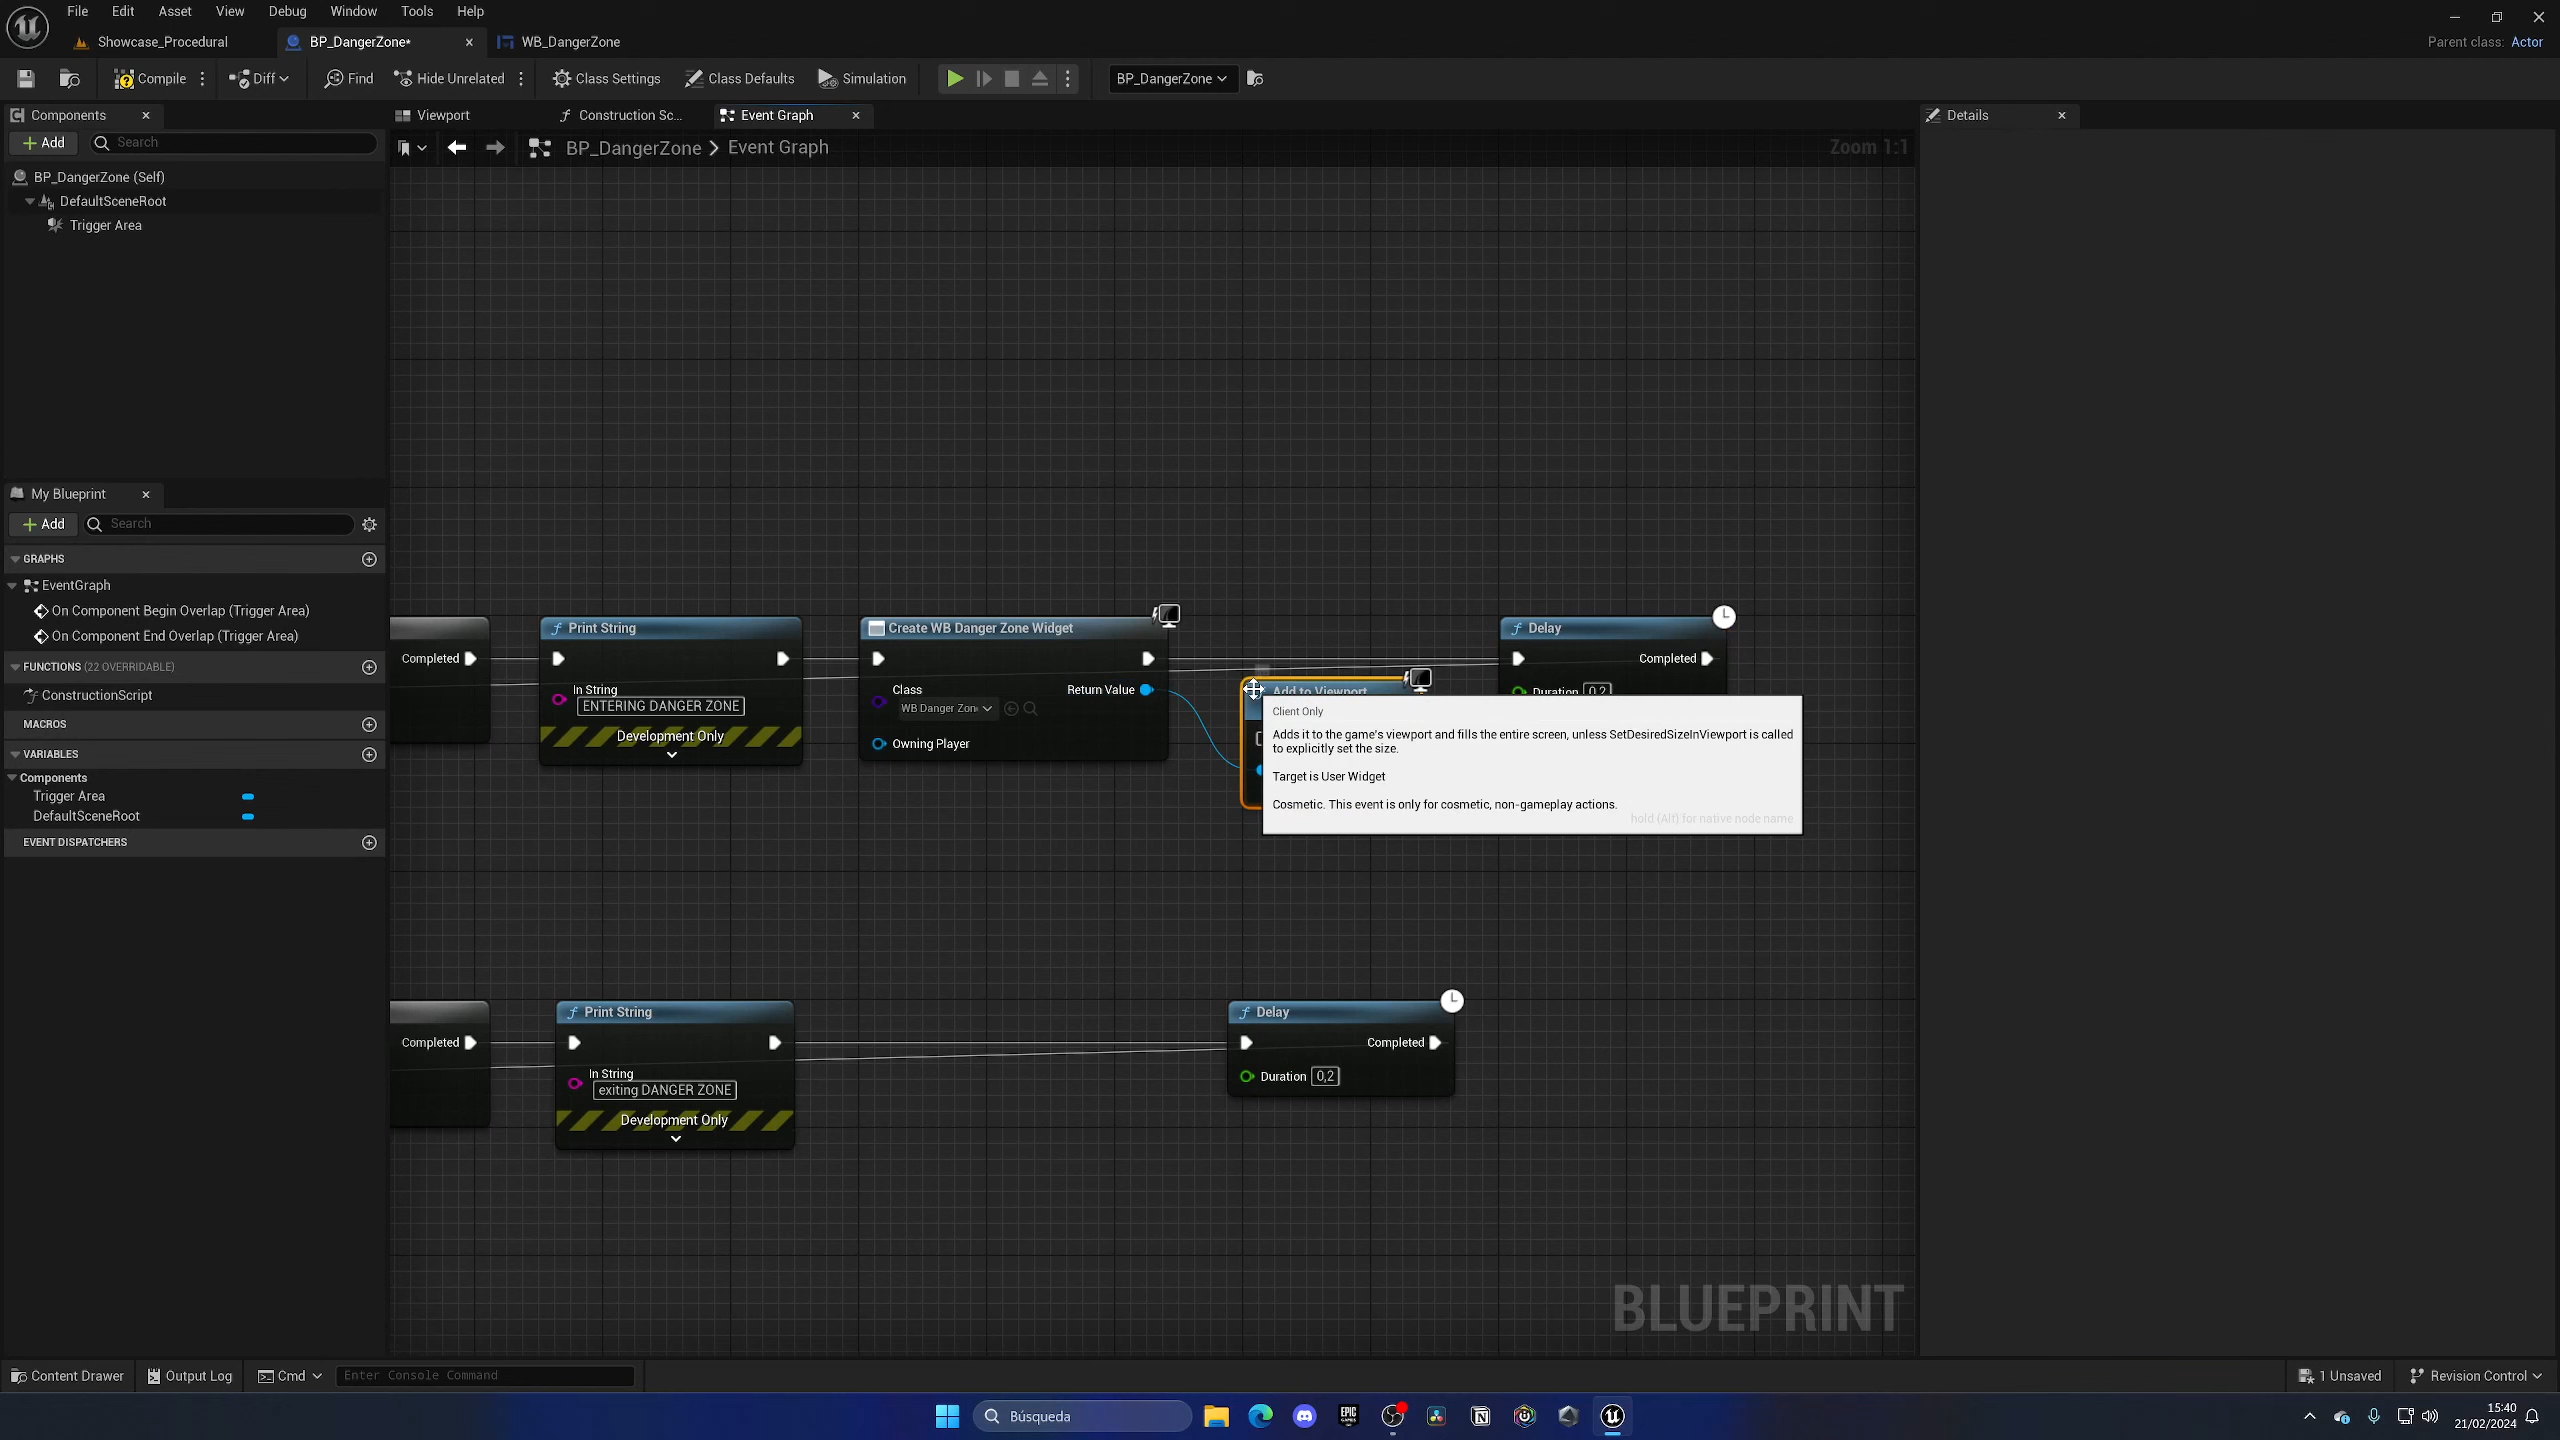 File Edit Asset View Debug Window Tools Help
Showcase_Procedural BP_DangerZone* WB_DangerZone
Parent class: Actor
Compile Diff Find Hide Unrelated Class Settings Class Defaults Simulation BP_DangerZone
Components
Add Search
BP_DangerZone (Self)
DefaultSceneRoot
Trigger Area
My Blueprint
Add Search
GRAPHS
EventGraph
On Component Begin Overlap (Trigger Area)
On Component End Overlap (Trigger Area)
FUNCTIONS (22 OVERRIDABLE)
ConstructionScript
MACROS
VARIABLES
Components
Trigger Area
DefaultSceneRoot
EVENT DISPATCHERS
Viewport Construction Sc... Event Graph
BP_DangerZone > Event Graph
Zoom 1:1
Completed
Print String
In String
ENTERING DANGER ZONE
Development Only
Create WB Danger Zone Widget
Class
WB Danger Zon
Return Value
Owning Player
Add to Viewport
Delay
Completed
Duration 0,2
Client Only
Adds it to the game's viewport and fills the entire screen, unless SetDesiredSizeInViewport is called
to explicitly set the size.
Target is User Widget
Cosmetic. This event is only for cosmetic, non-gameplay actions.
hold (Alt) for native node name
Completed
Print String
In String
exiting DANGER ZONE
Development Only
Delay
Completed
Duration 0,2
BLUEPRINT
Details
Content Drawer Output Log Cmd Enter Console Command
1 Unsaved Revision Control
Búsqueda
EPIC
GAMES
15:40
21/02/2024